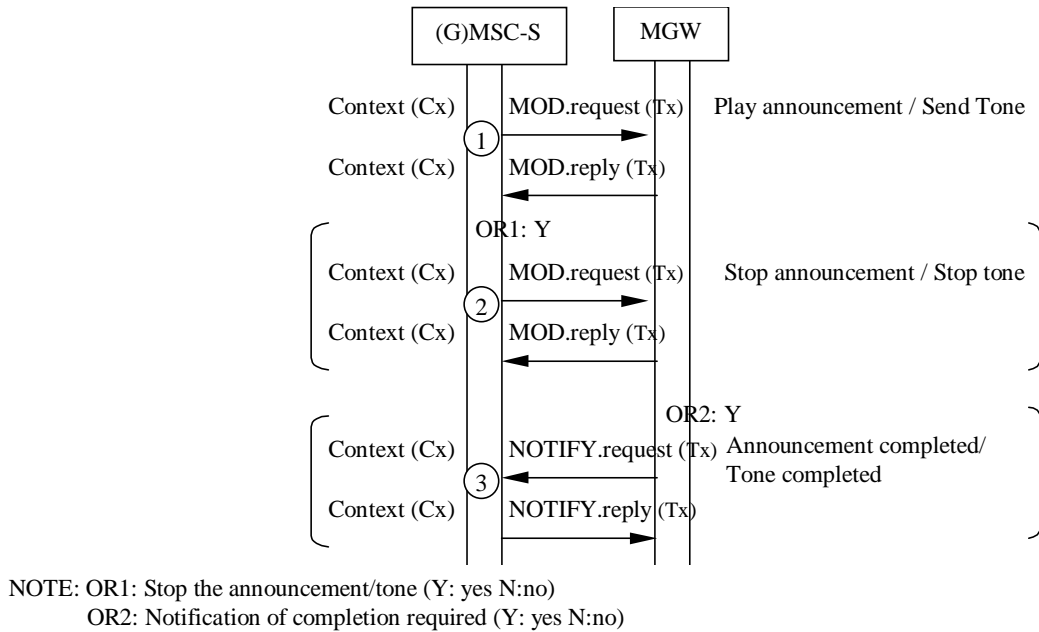 (G)MSC-S MGW
Context (Cx) MOD.request (Tx) Play announcement / Send Tone
1
Context (Cx) MOD.reply (Tx)
OR1: Y
Context (Cx) MOD.request (Tx) Stop announcement / Stop tone
2
Context (Cx) MOD.reply (Tx)
OR2: Y
Context (Cx) NOTIFY.request (Tx) Announcement completed/
Tone completed
3
Context (Cx) NOTIFY.reply (Tx)
NOTE: OR1: Stop the announcement/tone (Y: yes N:no)
OR2: Notification of completion required (Y: yes N:no)